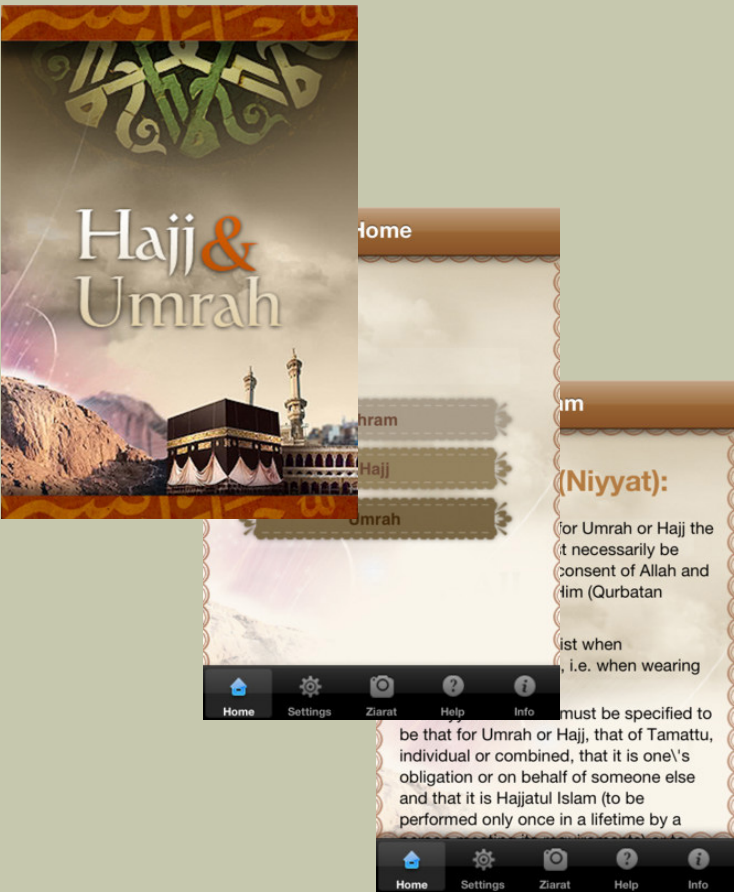 Hajj &
Umrah
Home
hram
Hajj
Umrah
Home Settings Ziarat Help Info
(Niyyat):
for Umrah or Hajj the
necessarily be
consent of Allah and
Him (Qurbatan
ist when
, i.e. when wearing
must be specified to
be that for Umrah or Hajj, that of Tamattu,
individual or combined, that it is one\'s
obligation or on behalf of someone else
and that it is Hajjatul Islam (to be
performed only once in a lifetime by a
Home Settings Ziarat Help Info